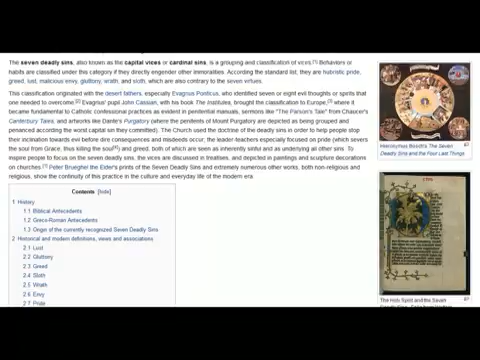 The seven deadly sins, also known as the capital vices or cardinal sins, is a grouping and classification of vices.[1] Behaviors or
habits are classified under this category if they directly engender other immoralities. According the standard list, they are hubristic pride,
greed, lust, malicious envy, gluttony, wrath, and sloth, which are also contrary to the seven virtues.
This classification originated with the desert fathers, especially Evagrius Ponticus, who identified seven or eight evil thoughts or spirits that
one needed to overcome.[2] Evagrius' pupil John Cassian, with his book The Institutes, brought the classification to Europe,[3] where it
became fundamental to Catholic confessional practices as evident in penitential manuals, sermons like "The Parson's Tale" from Chaucer's
Canterbury Tales, and artworks like Dante's Purgatory (where the penitents of Mount Purgatory are depicted as being grouped and
penanced according the worst capital sin they committed). The Church used the doctrine of the deadly sins in order to help people stop
their inclination towards evil before dire consequences and misdeeds occur; the leader-teachers especially focused on pride (which severs
the soul from Grace, thus killing the soul[4]) and greed, both of which are seen as inherently sinful and as underlying all other sins. To
inspire people to focus on the seven deadly sins, the vices are discussed in treatises, and depicted in paintings and sculpture decorations
on churches.[1] Peter Brueghel the Elder's prints of the Seven Deadly Sins and extremely numerous other works, both non-religious and
religious, show the continuity of this practice in the culture and everyday life of the modern era.
Contents [hide]
1 History
1.1 Biblical Antecedents
1.2 Greco-Roman Antecedents
1.3 Origin of the currently recognized Seven Deadly Sins
2 Historical and modern definitions, views and associations
2.1 Lust
2.2 Gluttony
2.3 Greed
2.4 Sloth
2.5 Wrath
2.6 Envy
2.7 Pride
Hieronymus Bosch's The Seven
Deadly Sins and the Four Last Things
The Holy Spirit and the Seven